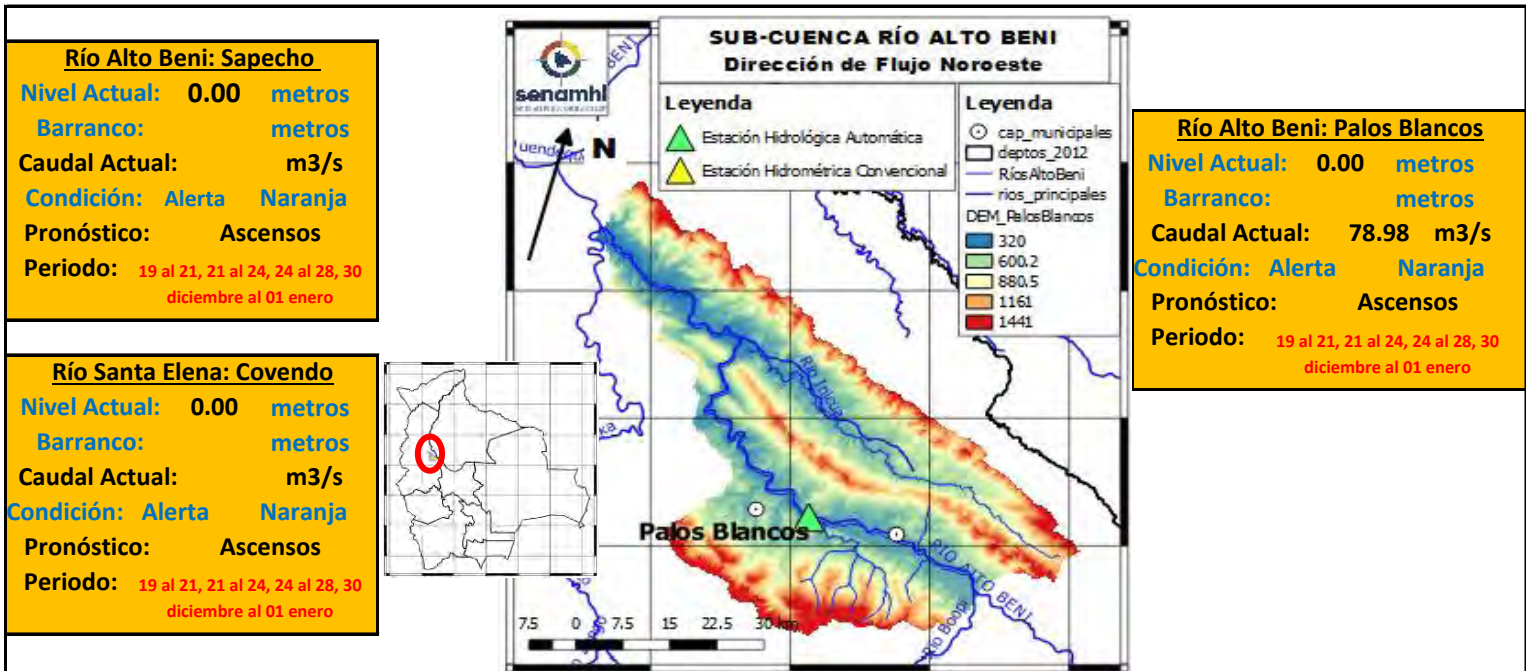 Río Alto Beni: Sapecho
Nivel Actual: 0.00 metros
Barranco: metros
Caudal Actual: m3/s
Condición: Alerta Naranja
Pronóstico: Ascensos
Periodo: 19 al 21, 21 al 24, 24 al 28, 30
diciembre al 01 enero
Río Santa Elena: Covendo
Nivel Actual: 0.00 metros
Barranco: metros
Caudal Actual: m3/s
Condición: Alerta Naranja
Pronóstico: Ascensos
Periodo: 19 al 21, 21 al 24, 24 al 28, 30
diciembre al 01 enero
senamhi
BENI
SUB-CUENCA RÍO ALTO BENI
Dirección de Flujo Noroeste
N
Leyenda
Estación Hidrológica Automática
Estación Hidrométrica Convencional
Leyenda
cap_municipales
deptos_2012
RíosAltoBeni
rios_principales
DEM_PalosBlancos
320
600.2
880.5
1161
1441
Río Inicua
Palos Blancos
RÍO ALTO BENI
Río Boopi
7.5 0 7.5 15 22.5 30 km
Río Alto Beni: Palos Blancos
Nivel Actual: 0.00 metros
Barranco: metros
Caudal Actual: 78.98 m3/s
Condición: Alerta Naranja
Pronóstico: Ascensos
Periodo: 19 al 21, 21 al 24, 24 al 28, 30
diciembre al 01 enero